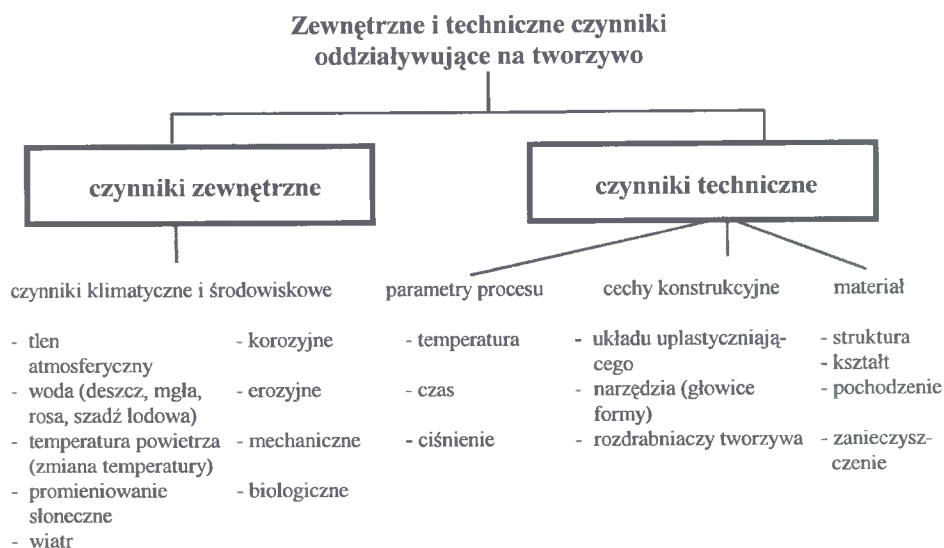 Zewnętrzne i techniczne czynniki
oddziaływujące na tworzywo
czynniki zewnętrzne
czynniki techniczne
czynniki klimatyczne i środowiskowe
- tlen
atmosferyczny
- woda (deszcz, mgła,
rosa, szadź lodowa)
- temperatura powietrza
(zmiana temperatury)
- promieniowanie
słoneczne
- wiatr
- korozyjne
- erozyjne
- mechaniczne
- biologiczne
parametry procesu
- temperatura
- czas
- ciśnienie
cechy konstrukcyjne
- układu uplastyczniają-
cego
- narzędzia (głowice
formy)
- rozdrabniaczy tworzywa
materiał
- struktura
- kształt
- pochodzenie
- zanieczysz-
czenie